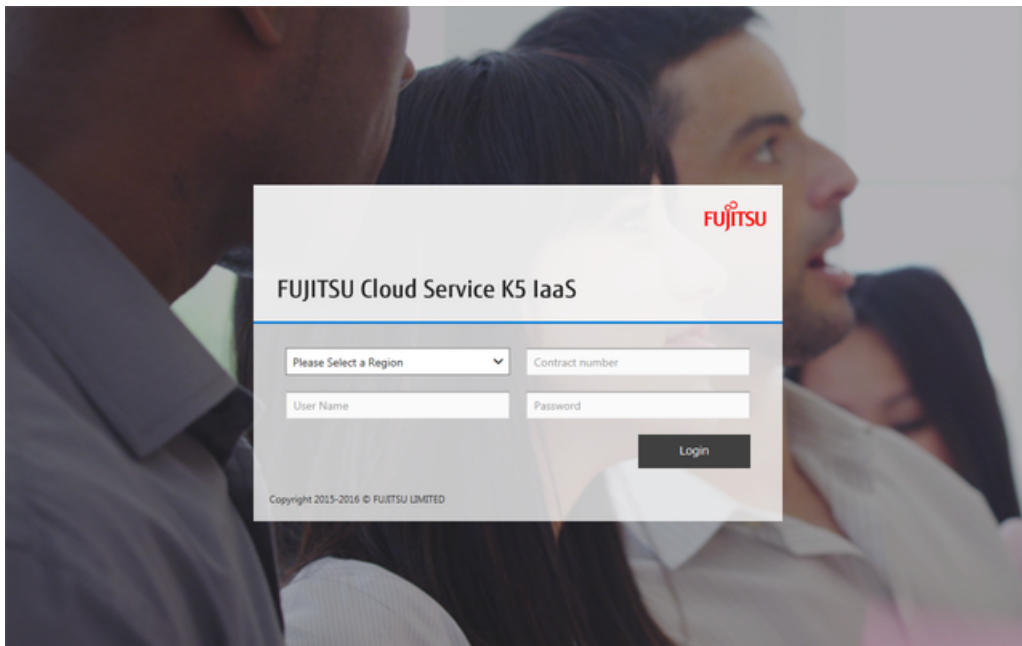 FUJITSU
FUJITSU Cloud Service K5 IaaS
Please Select a Region
Contract number
User Name
Password
Login
Copyright 2015-2016 © FUJITSU LIMITED